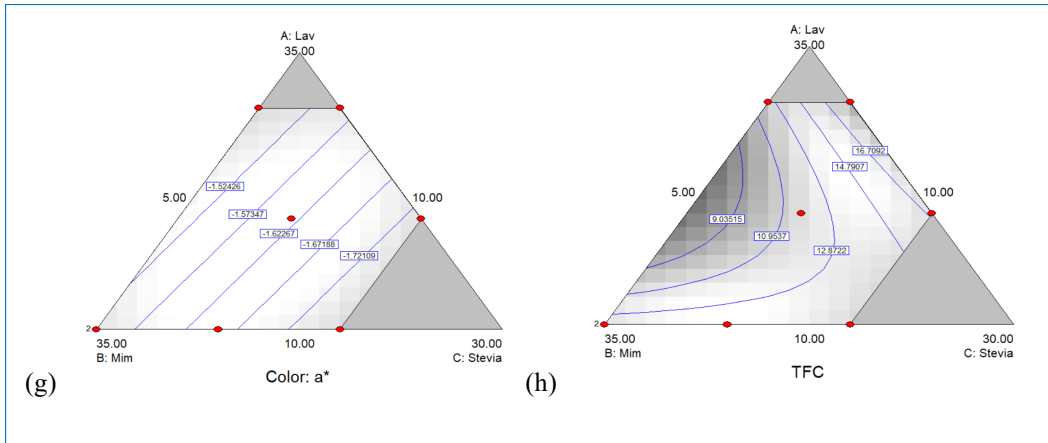 A: Lav
35.00
-1.52426
5.00
10.00
-1.57347
-1.62267
-1.67188
-1.72109
2
35.00
10.00
30.00
B: Mim
C: Stevia
Color: a*
(g)
A: Lav
35.00
16.7092
14.7907
5.00
10.00
9.03515
10.9537
12.8722
2
35.00
10.00
30.00
B: Mim
C: Stevia
TFC
(h)